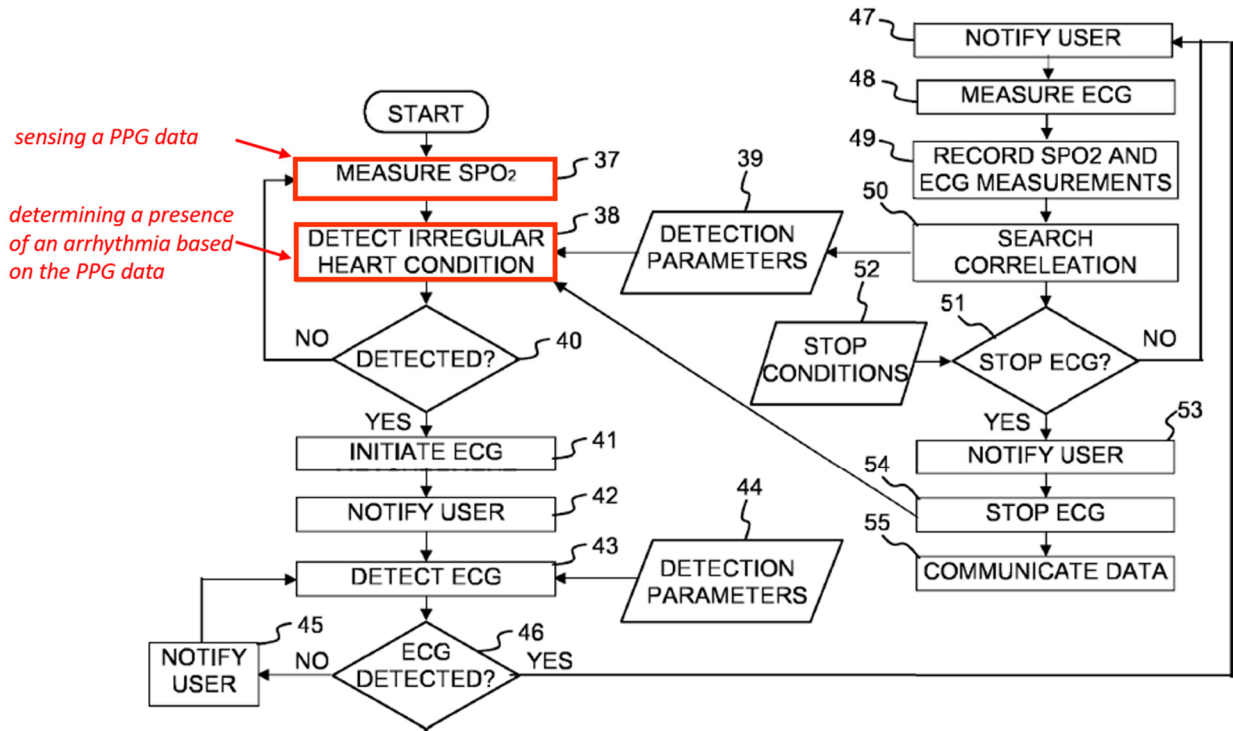 START
sensing a PPG data
MEASURE SPO2
37
determining a presence
of an arrhythmia based
on the PPG data
DETECT IRREGULAR
HEART CONDITION
38
39
DETECTION
PARAMETERS
NO
DETECTED?
40
YES
INITIATE ECG
41
NOTIFY USER
42
DETECT ECG
43
44
DETECTION
PARAMETERS
45
NOTIFY
USER
NO
ECG
DETECTED?
46
YES
47
NOTIFY USER
48
MEASURE ECG
49
RECORD SPO2 AND
ECG MEASUREMENTS
50
SEARCH
CORRELEATION
52
STOP
CONDITIONS
51
STOP ECG?
NO
YES
53
NOTIFY USER
54
STOP ECG
55
COMMUNICATE DATA